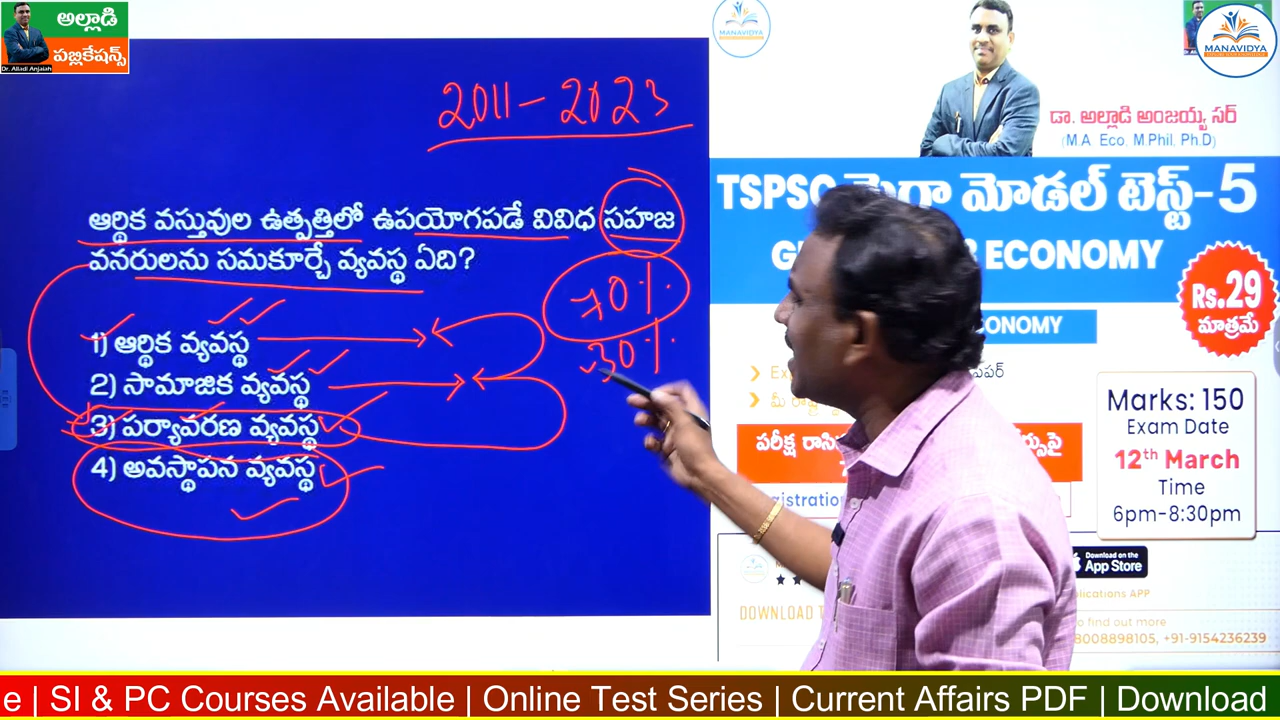 అల్లాడి
పబ్లికేషన్స్
Dr. Alladi Anjaiah
2011-2023
ఆర్థిక వస్తువుల ఉత్పత్తిలో ఉపయోగపడే వివిధ సహజ
వనరులను సమకూర్చే వ్యవస్థ ఏది?
70%
30%
1) ఆర్థిక వ్యవస్థ
2) సామాజిక వ్యవస్థ
3) పర్యావరణ వ్యవస్థ
4) అవస్థాపన వ్యవస్థ
MANAVIDYA
MANAVIDYA
డా. అల్లాడి అంజయ్య సర్
(M.A. Eco. M.Phil. Ph.D)
TSPSC మోడల్ టెస్ట్-5
ECONOMY
Rs.29
మాత్రమే
ONOMY
Marks: 150
Exam Date
12th March
Time
6pm-8:30pm
పరీక్ష
Download on the
App Store
plications APP
DOWNLOAD
o find out more
8008898105, +91-9154236239
e | SI & PC Courses Available | Online Test Series | Current Affairs PDF | Download